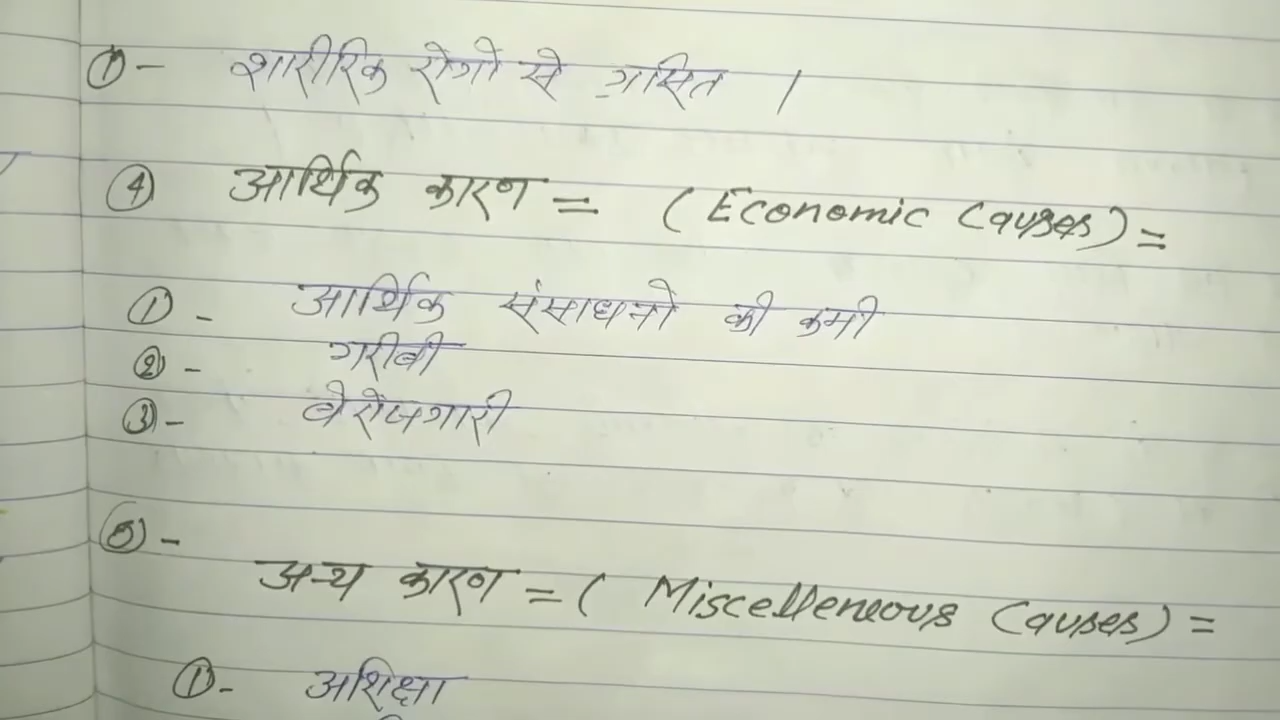 ①- शारीरिक रोगो से ग्रसित ।
④ आर्थिक कारण = (Economic Causes) =
①- आर्थिक संसाधनो की कमी
②- गरीबी
③- बेरोजगारी
⑤-
अन्य कारण = (Miscelleneous Causes) =
①- अशिक्षा